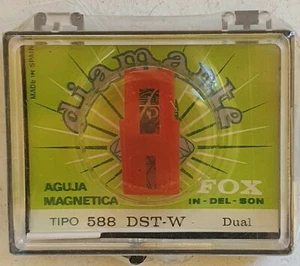 MADE IN SPAIN
diamante
AGUJA
MAGNETICA
FOX
IN-DEL-SON
TIPO 588 DST-W Dual